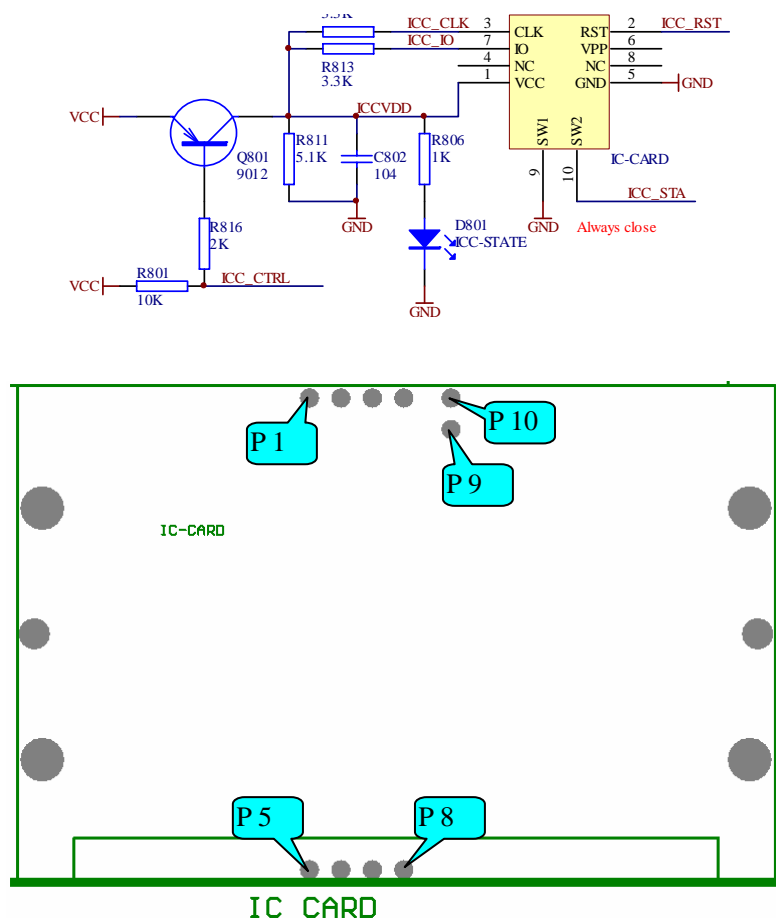 ICC_CLK 3 CLK RST 2 ICC_RST
ICC_IO 7 IO VPP 6
R813 4 NC NC 8
3.3K 1 VCC GND 5 GND
VCC
ICCVDD
Q801
9012
R811
5.1K
C802
104
R806
1K
SW1
SW2
9
10
IC-CARD
ICC_STA
GND
GND
Always close
R816
2K
D801
ICC-STATE
R801
VCC
ICC_CTRL
10K
GND
P 1
P 10
P 9
IC-CARD
P 5
P 8
IC CARD